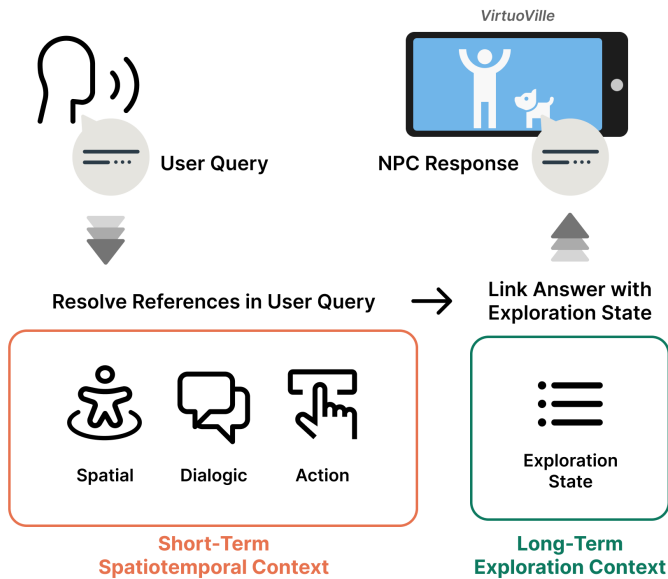 VirtuoVille
User Query
NPC Response
Resolve References in User Query
Link Answer with
Exploration State
Spatial
Dialogic
Action
Exploration
State
Short-Term
Spatiotemporal Context
Long-Term
Exploration Context